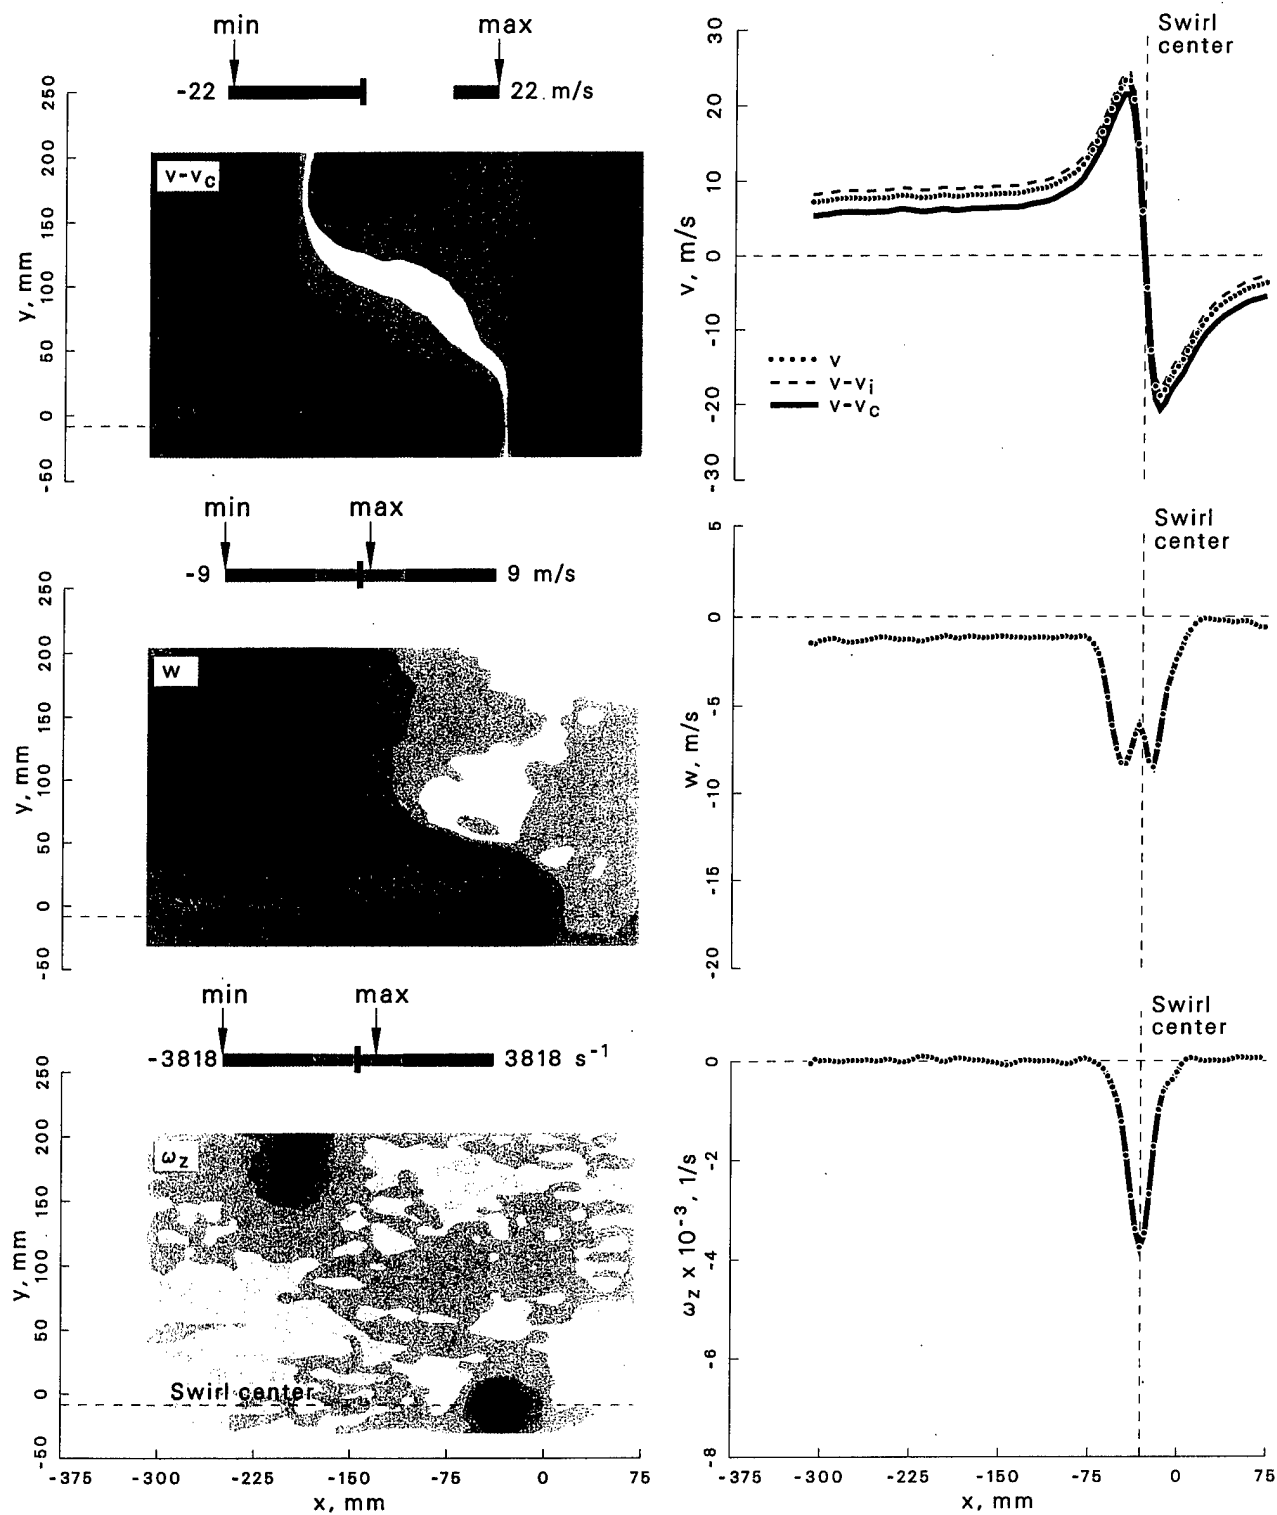 min max
-22 22 m/s
250
200
150
100
50
0
-50
y, mm
v-vc
min max
-9 9 m/s
250
200
150
100
50
0
-50
y, mm
w
min max
-3818 3818 s⁻¹
250
200
150
100
50
0
-50
y, mm
ωz
Swirl center
-375 -300 -225 -150 -75 0 75
x, mm
Swirl
center
30
20
10
0
-10
-20
-30
v, m/s
v
v-vi
v-vc
Swirl
center
5
0
-5
-10
-15
-20
w, m/s
Swirl
center
0
-2
-4
-6
-8
ωz x 10⁻³, 1/s
-375 -300 -225 -150 -75 0 75
x, mm